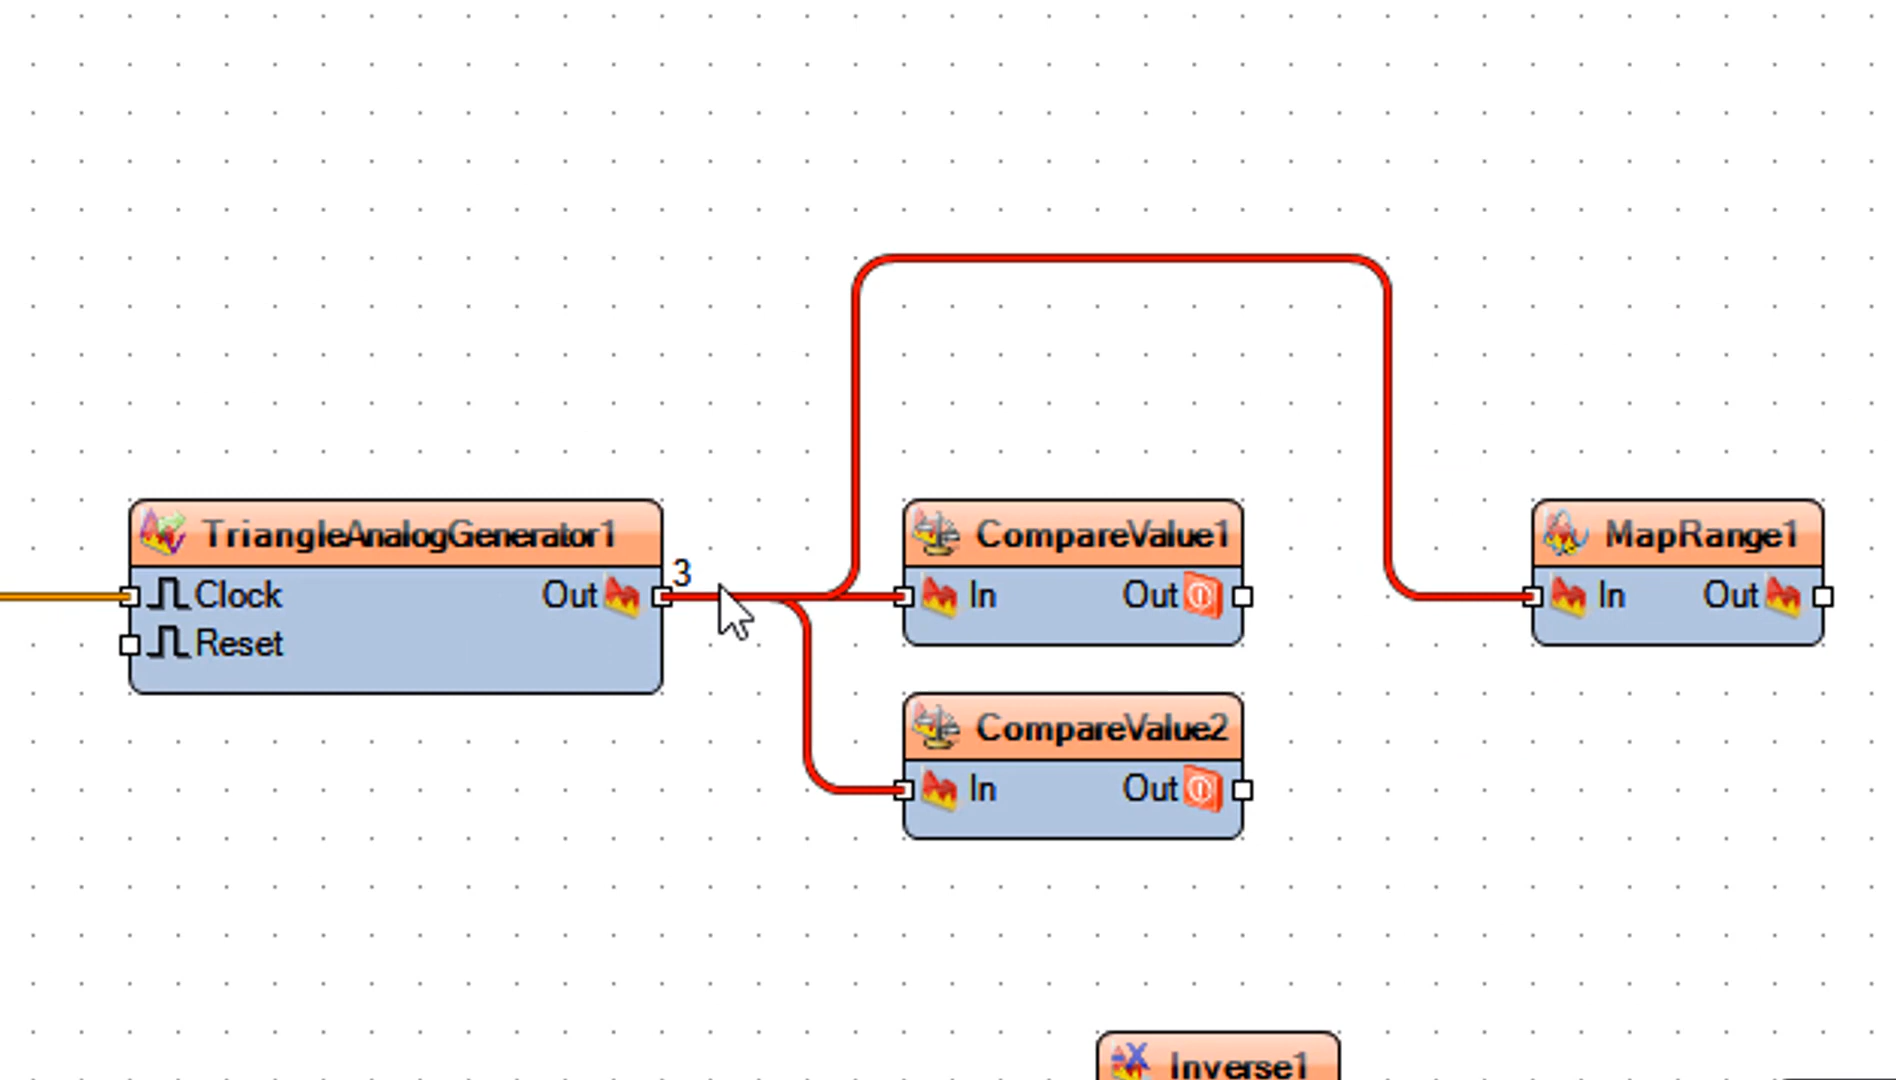 TriangleAnalogGenerator1
Clock
Out
3
Reset
CompareValue1
In
Out
MapRange1
In
Out
CompareValue2
In
Out
Inverse1